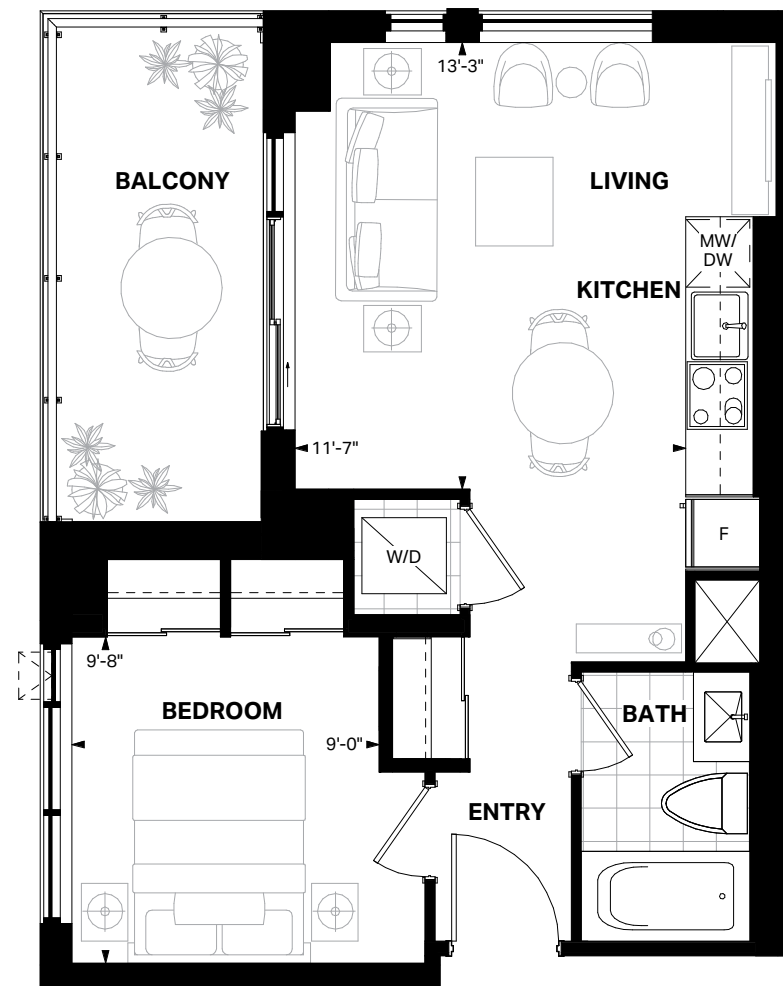 13'-3"
BALCONY
LIVING
MW/
DW
KITCHEN
11'-7"
F
W/D
9'-8"
BEDROOM
BATH
9'-0"
ENTRY